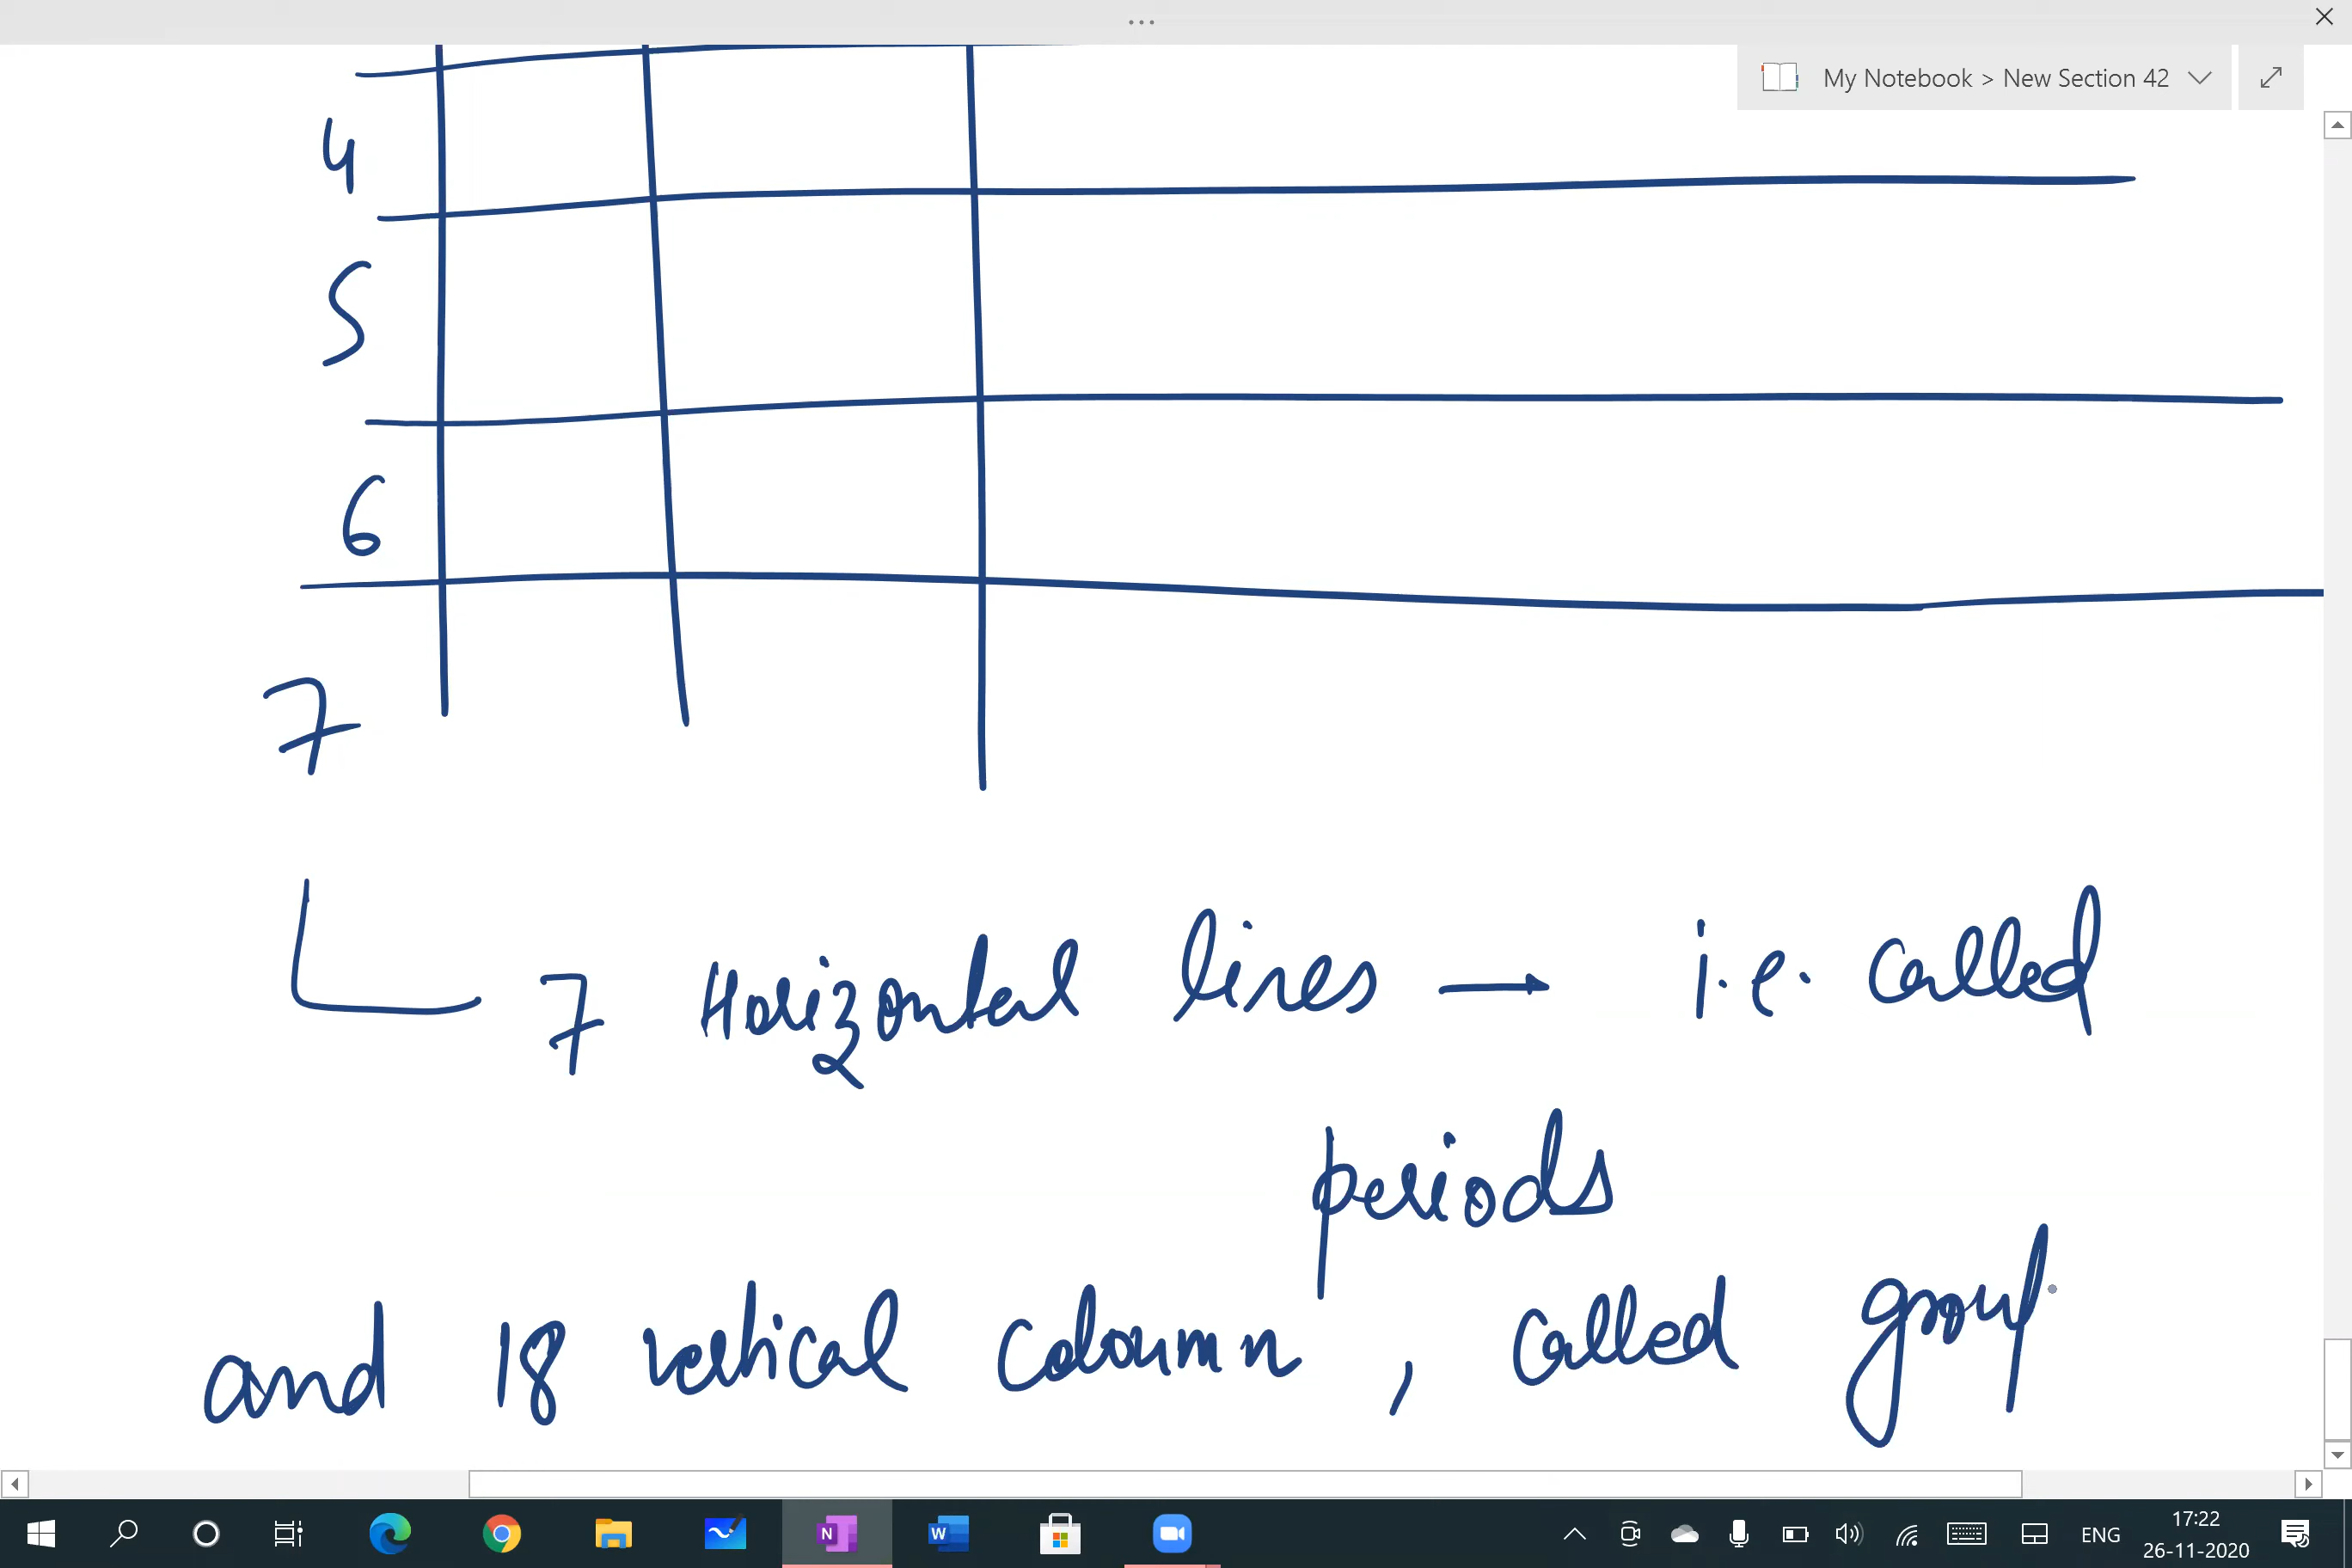 ...
My Notebook > New Section 42
4
5
6
7
7 Horizontal lines → i.e. called
periods
and 18 vertical column, called group
ENG
17:22
26-11-2020